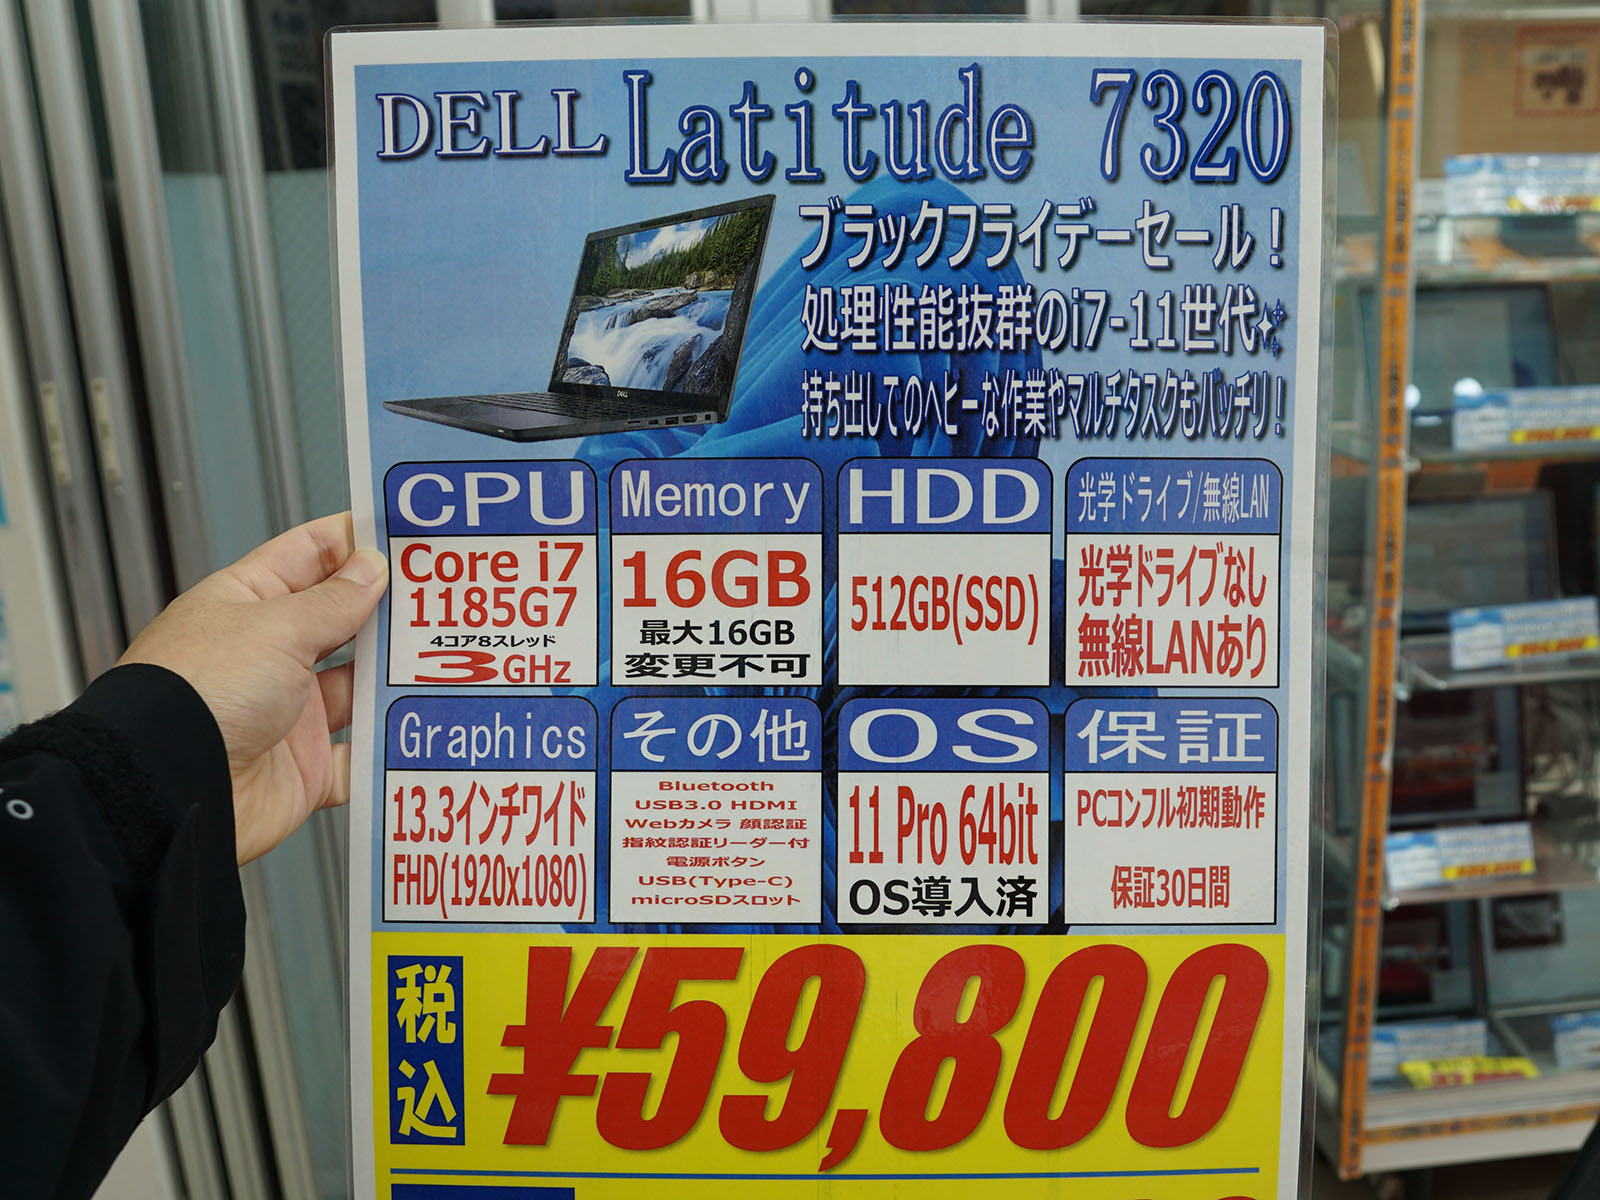 DELL Latitude 7320
ブラックフライデーセール！
処理性能抜群のi7-11世代✨
持ち出しでのヘビーな作業やマルチタスクもバッチリ！
DELL
CPU
Core i7
1185G7
4コア8スレッド
3GHz
Memory
16GB
最大16GB
変更不可
HDD
512GB(SSD)
光学ドライブ/無線LAN
光学ドライブなし
無線LANあり
Graphics
13.3インチワイド
FHD(1920x1080)
その他
Bluetooth
USB3.0 HDMI
Webカメラ 顔認証
指紋認証リーダー付
電源ボタン
USB(Type-C)
microSDスロット
OS
11 Pro 64bit
OS導入済
保証
PCコンフル初期動作
保証30日間
税込
¥59,800